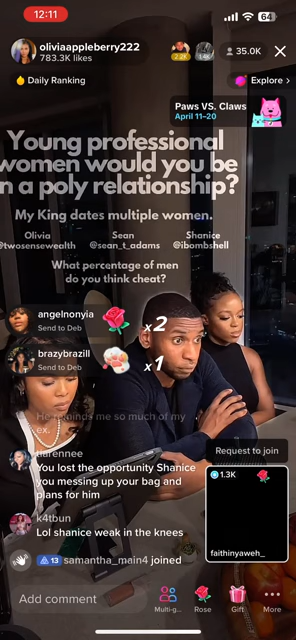 12:11
64
oliviaappleberry222
783.3K likes
2.2K
1.4K
35.0K
Daily Ranking
Explore >
Paws VS. Claws
April 11-20
Young professional
women would you be
n a poly relationship?
My King dates multiple women.
Olivia Sean Shanice
@twosensewealth @sean_t_adams @ibombshell
What percentage of men
do you think cheat?
angelnonyia
Send to Deb
x2
brazybrazill
Send to Deb
x1
He reminds me so much of my
ex.
Request to join
You lost the opportunity Shanice
you messing up your bag and
plans for him
1.3K
k4tbun
Lol shanice weak in the knees
faithinyaweh_
13 samantha_main4 joined
Add comment
Multi-g...
Rose
Gift
More